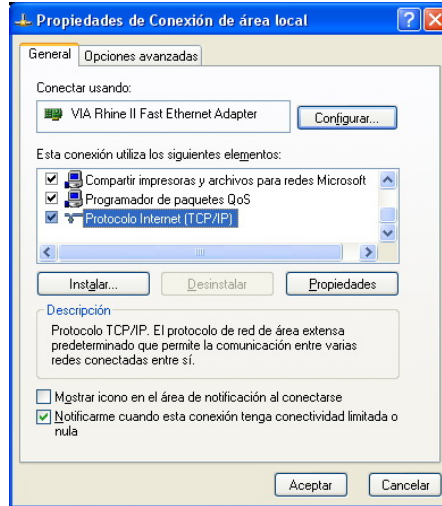 Propiedades de Conexión de área local
General
Opciones avanzadas
Conectar usando:
VIA Rhine II Fast Ethernet Adapter
Configurar...
Esta conexión utiliza los siguientes elementos:
Compartir impresoras y archivos para redes Microsoft
Programador de paquetes QoS
Protocolo Internet (TCP/IP)
Instalar...
Desinstalar
Propiedades
Descripción
Protocolo TCP/IP. El protocolo de red de área extensa
predeterminado que permite la comunicación entre varias
redes conectadas entre sí.
Mostrar icono en el área de notificación al conectarse
Notificarme cuando esta conexión tenga conectividad limitada o
nula
Aceptar
Cancelar